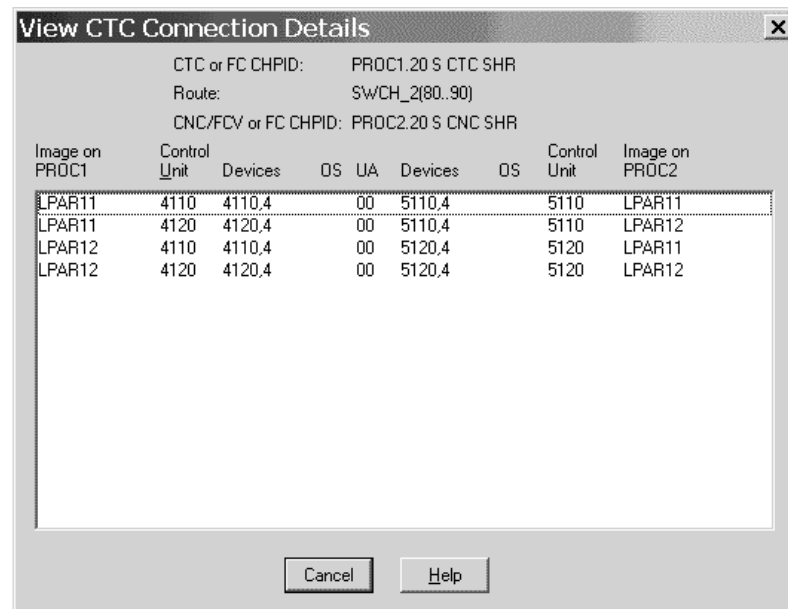 View CTC Connection Details
CTC or FC CHPID: PROC1.20 S CTC SHR
Route: SWCH_2(80..90)
CNC/FCV or FC CHPID: PROC2.20 S CNC SHR
Image on PROC1 Control Unit Devices OS UA Devices OS Control Unit Image on PROC2
LPAR11 4110 4110,4 00 5110,4 5110 LPAR11
LPAR11 4120 4120,4 00 5110,4 5110 LPAR12
LPAR12 4110 4110,4 00 5120,4 5120 LPAR11
LPAR12 4120 4120,4 00 5120,4 5120 LPAR12
Cancel Help